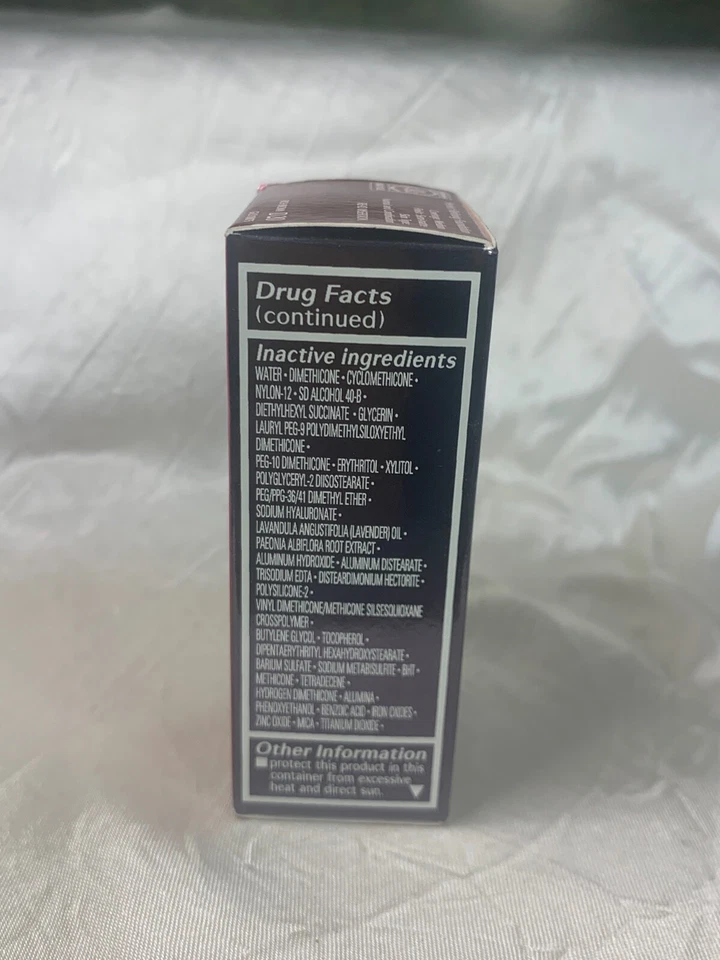 Drug Facts
(continued)
Inactive ingredients
WATER • DIMETHICONE • CYCLOMETHICONE •
NYLON-12 • SD ALCOHOL 40-B •
DIETHYLHEXYL SUCCINATE • GLYCERIN •
LAURYL PEG-9 POLYDIMETHYLSILOXYETHYL
DIMETHICONE •
PEG-10 DIMETHICONE • ERYTHRITOL • XYLITOL •
POLYGLYCERYL-2 DIISOSTEARATE •
PEG/PPG-36/41 DIMETHYL ETHER •
SODIUM HYALURONATE •
LAVANDULA ANGUSTIFOLIA (LAVENDER) OIL •
PAEONIA ALBIFLORA ROOT EXTRACT •
ALUMINUM HYDROXIDE • ALUMINUM DISTEARATE •
TRISODIUM EDTA • DISTEARDIMONIUM HECTORITE •
POLYSILICONE-2 •
VINYL DIMETHICONE/METHICONE SILSESQUIOXANE
CROSSPOLYMER •
BUTYLENE GLYCOL • TOCOPHEROL •
DIPENTAERYTHRITYL HEXAHYDROXYSTEARATE •
BARIUM SULFATE • SODIUM METABISULFITE • BHT •
METHICONE • TETRADECENE •
HYDROGEN DIMETHICONE • ALUMINA •
PHENOXYETHANOL • BENZOIC ACID • IRON OXIDES •
ZINC OXIDE • MICA • TITANIUM DIOXIDE •
Other Information
protect this product in this
container from excessive
heat and direct sun.